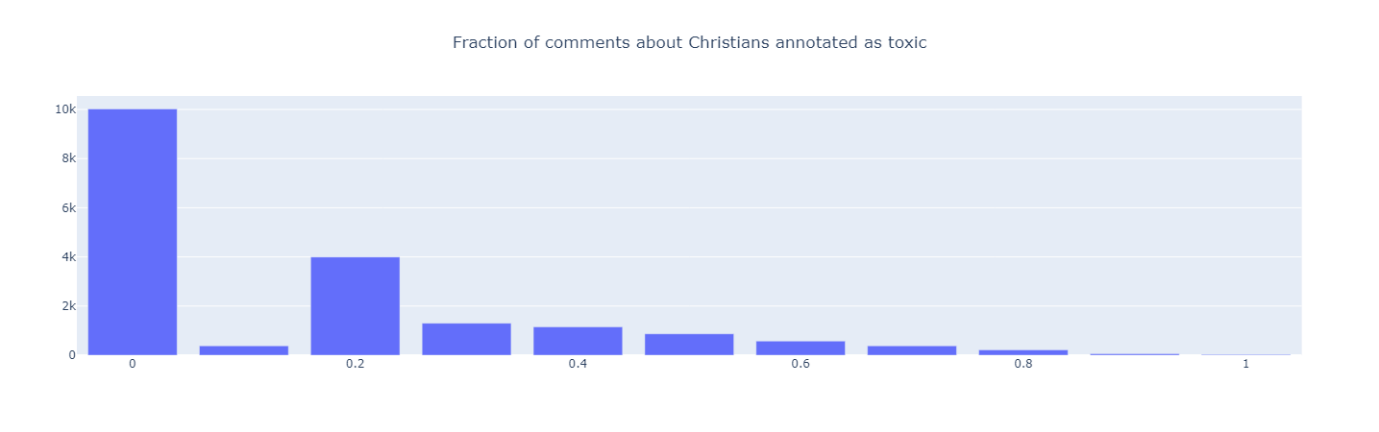 Fraction of comments about Christians annotated as toxic
10k
8k
6k
4k
2k
0
0 0.2 0.4 0.6 0.8 1